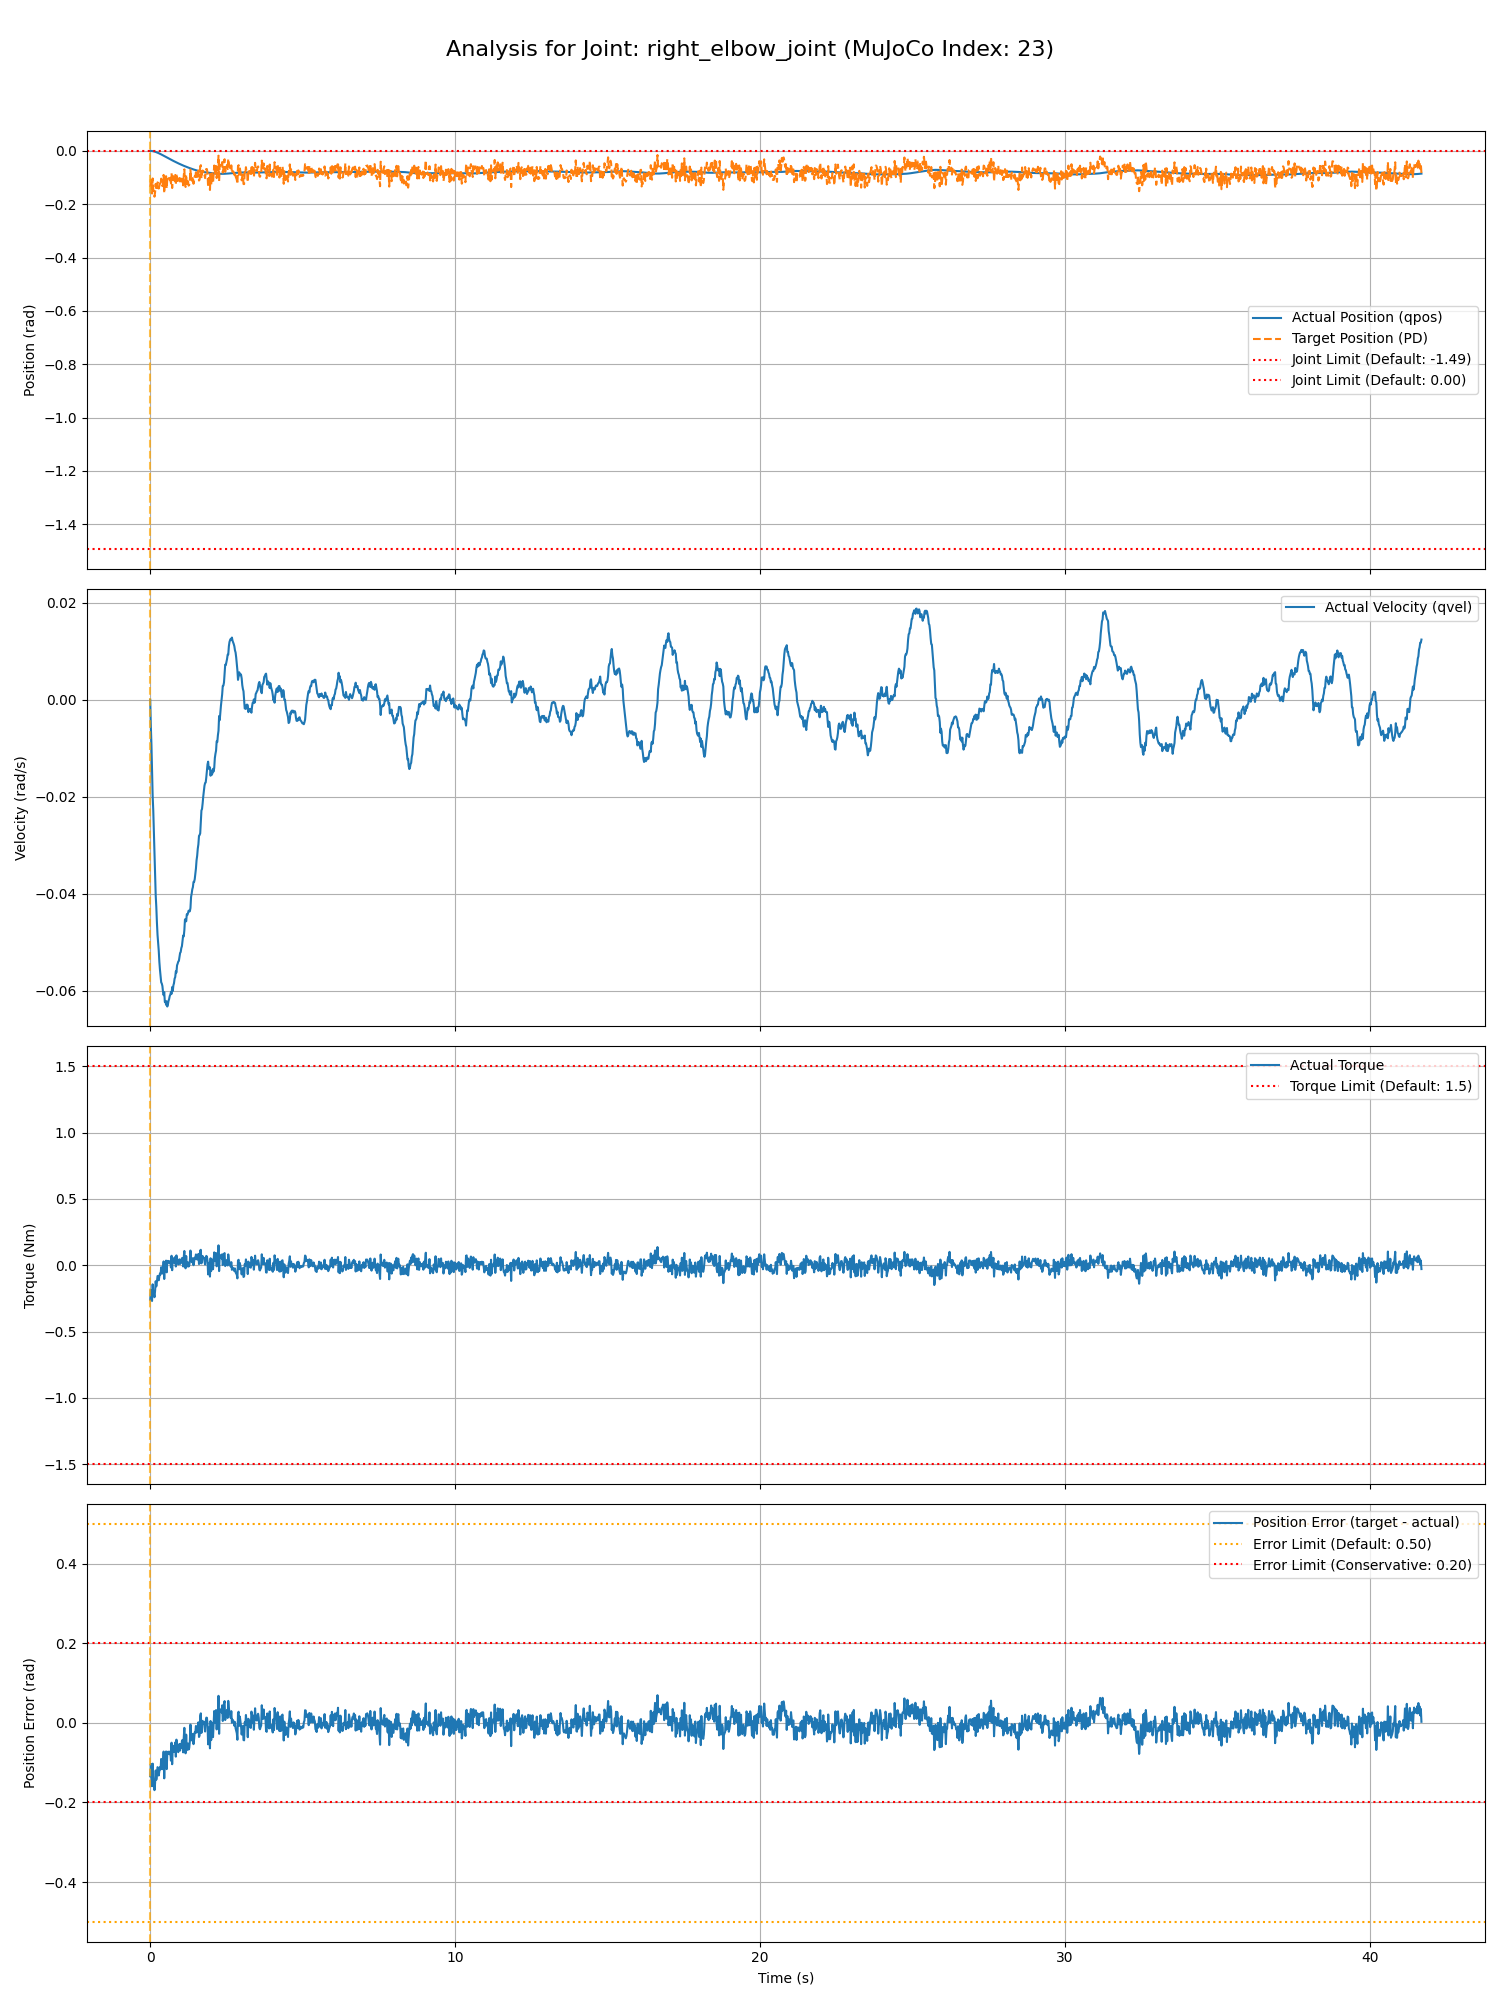 Analysis for Joint: right_elbow_joint (MuJoCo Index: 23)
0.0
−0.2
−0.4
−0.6
−0.8
−1.0
−1.2
−1.4
Position (rad)
Actual Position (qpos)
Target Position (PD)
Joint Limit (Default: -1.49)
Joint Limit (Default: 0.00)
0.02
0.00
−0.02
−0.04
−0.06
Velocity (rad/s)
Actual Velocity (qvel)
1.5
1.0
0.5
0.0
−0.5
−1.0
−1.5
Torque (Nm)
Actual Torque
Torque Limit (Default: 1.5)
0.4
0.2
0.0
−0.2
−0.4
Position Error (rad)
Position Error (target - actual)
Error Limit (Default: 0.50)
Error Limit (Conservative: 0.20)
0 10 20 30 40
Time (s)